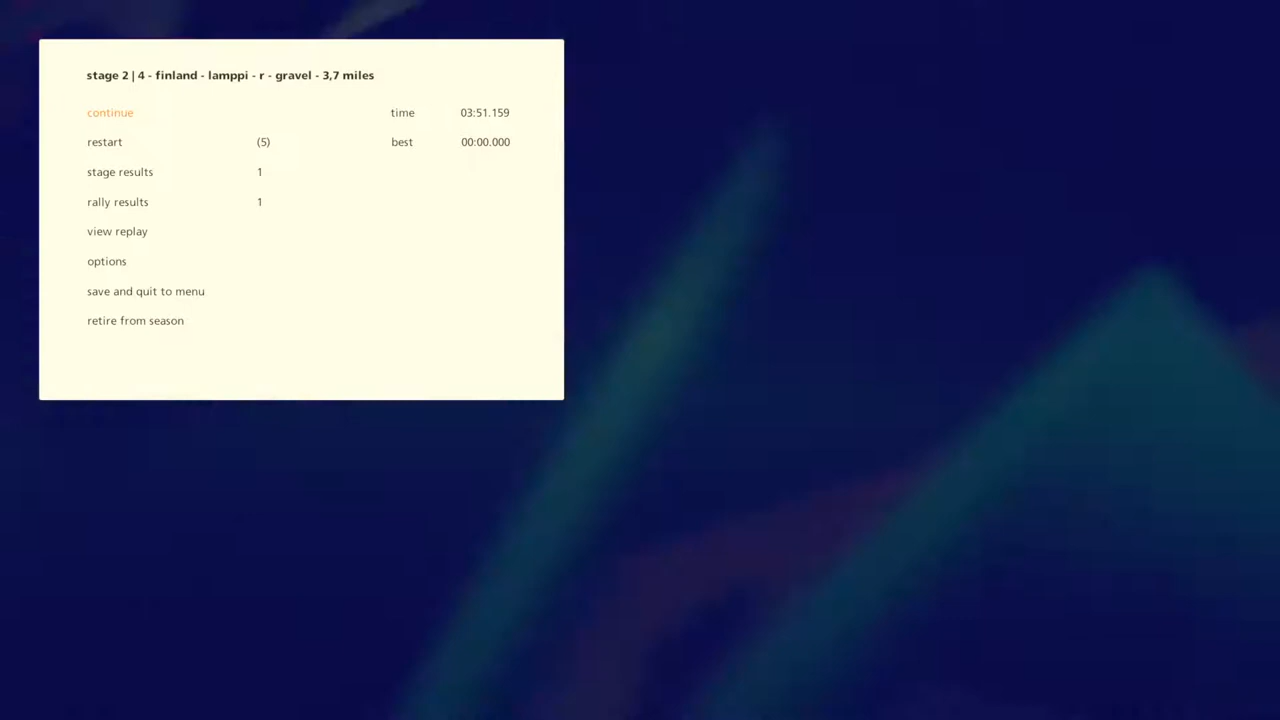 stage 2 | 4 - finland - lamppi - r - gravel - 3,7 miles
continue time 03:51.159
restart (5) best 00:00.000
stage results 1
rally results 1
view replay
options
save and quit to menu
retire from season